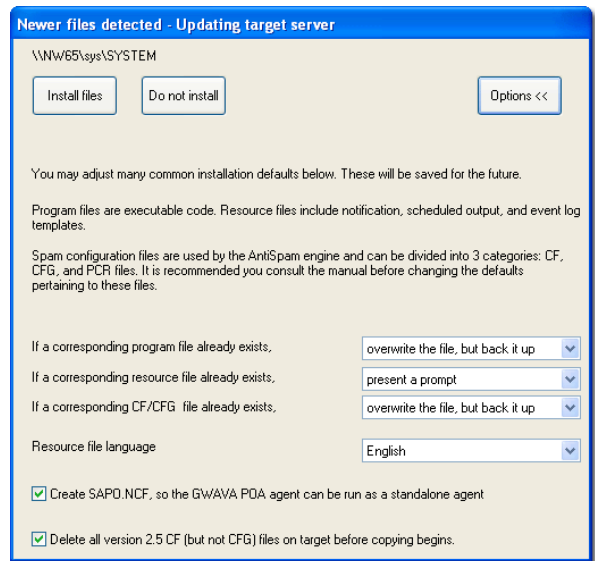 Newer files detected - Updating target server
\\NW65\sys\SYSTEM
Install files Do not install Options <<
You may adjust many common installation defaults below. These will be saved for the future.
Program files are executable code. Resource files include notification, scheduled output, and event log
templates.
Spam configuration files are used by the AntiSpam engine and can be divided into 3 categories: CF,
CFG, and PCR files. It is recommended you consult the manual before changing the defaults
pertaining to these files.
If a corresponding program file already exists, overwrite the file, but back it up
If a corresponding resource file already exists, present a prompt
If a corresponding CF/CFG  file already exists, overwrite the file, but back it up
Resource file language English
Create SAPO.NCF, so the GWAVA POA agent can be run as a standalone agent
Delete all version 2.5 CF (but not CFG) files on target before copying begins.